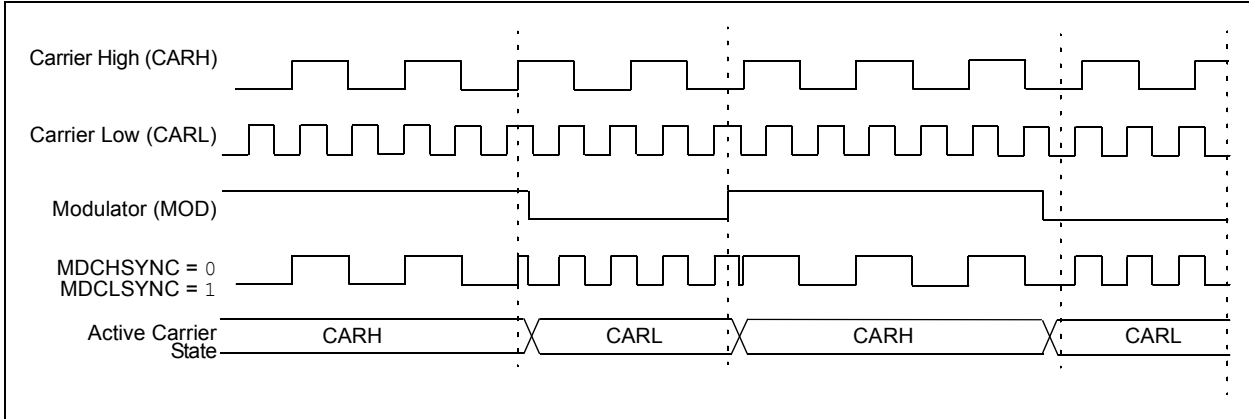 Carrier High (CARH)
Carrier Low (CARL)
Modulator (MOD)
MDCHSYNC = 0
MDCLSYNC = 1
Active Carrier
State
CARH
CARL
CARH
CARL